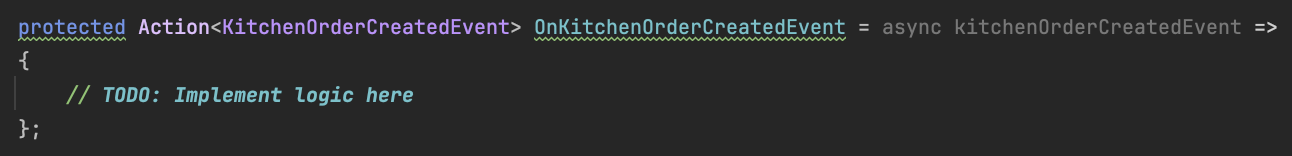 protected Action<KitchenOrderCreatedEvent> OnKitchenOrderCreatedEvent = async kitchenOrderCreatedEvent =>
{
    // TODO: Implement logic here
};